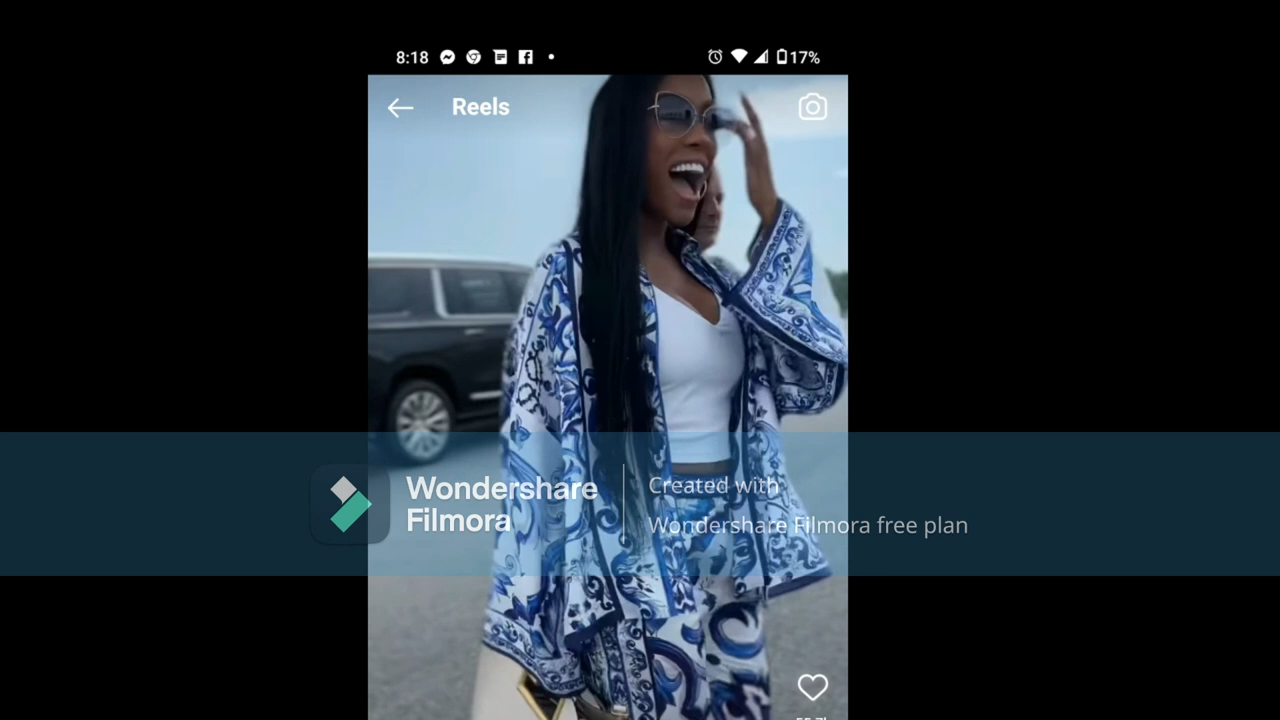 8:18
17%
Reels
Wondershare
Filmora
Created with
Wondershare Filmora free plan